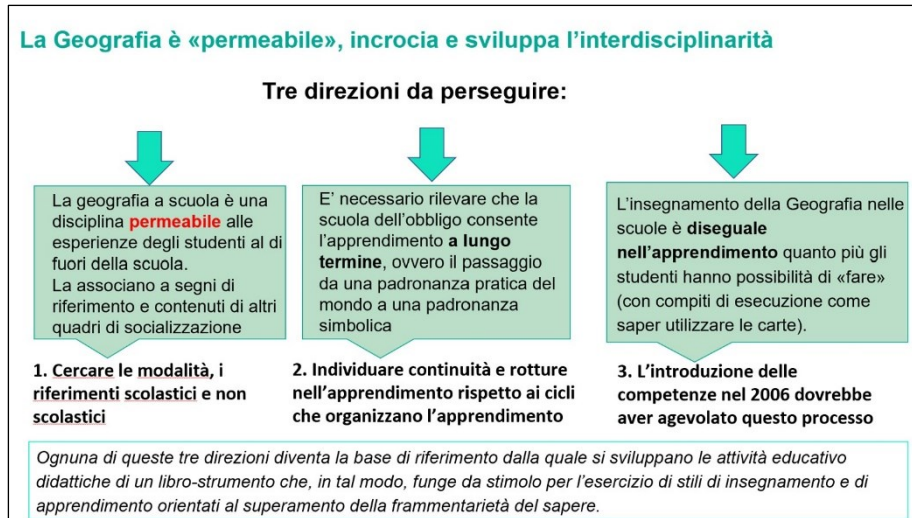 La Geografia è «permeabile», incrocia e sviluppa l'interdisciplinarità
Tre direzioni da perseguire:
La geografia a scuola è una
disciplina permeabile alle
esperienze degli studenti al di
fuori della scuola.
La associano a segni di
riferimento e contenuti di altri
quadri di socializzazione
1. Cercare le modalità, i
riferimenti scolastici e non
scolastici
E' necessario rilevare che la
scuola dell'obbligo consente
l'apprendimento a lungo
termine, ovvero il passaggio
da una padronanza pratica del
mondo a una padronanza
simbolica
2. Individuare continuità e rotture
nell'apprendimento rispetto ai cicli
che organizzano l'apprendimento
L'insegnamento della Geografia nelle
scuole è diseguale
nell'apprendimento quanto più gli
studenti hanno possibilità di «fare»
(con compiti di esecuzione come
saper utilizzare le carte).
3. L'introduzione delle
competenze nel 2006 dovrebbe
aver agevolato questo processo
Ognuna di queste tre direzioni diventa la base di riferimento dalla quale si sviluppano le attività educativo
didattiche di un libro-strumento che, in tal modo, funge da stimolo per l'esercizio di stili di insegnamento e di
apprendimento orientati al superamento della frammentarietà del sapere.